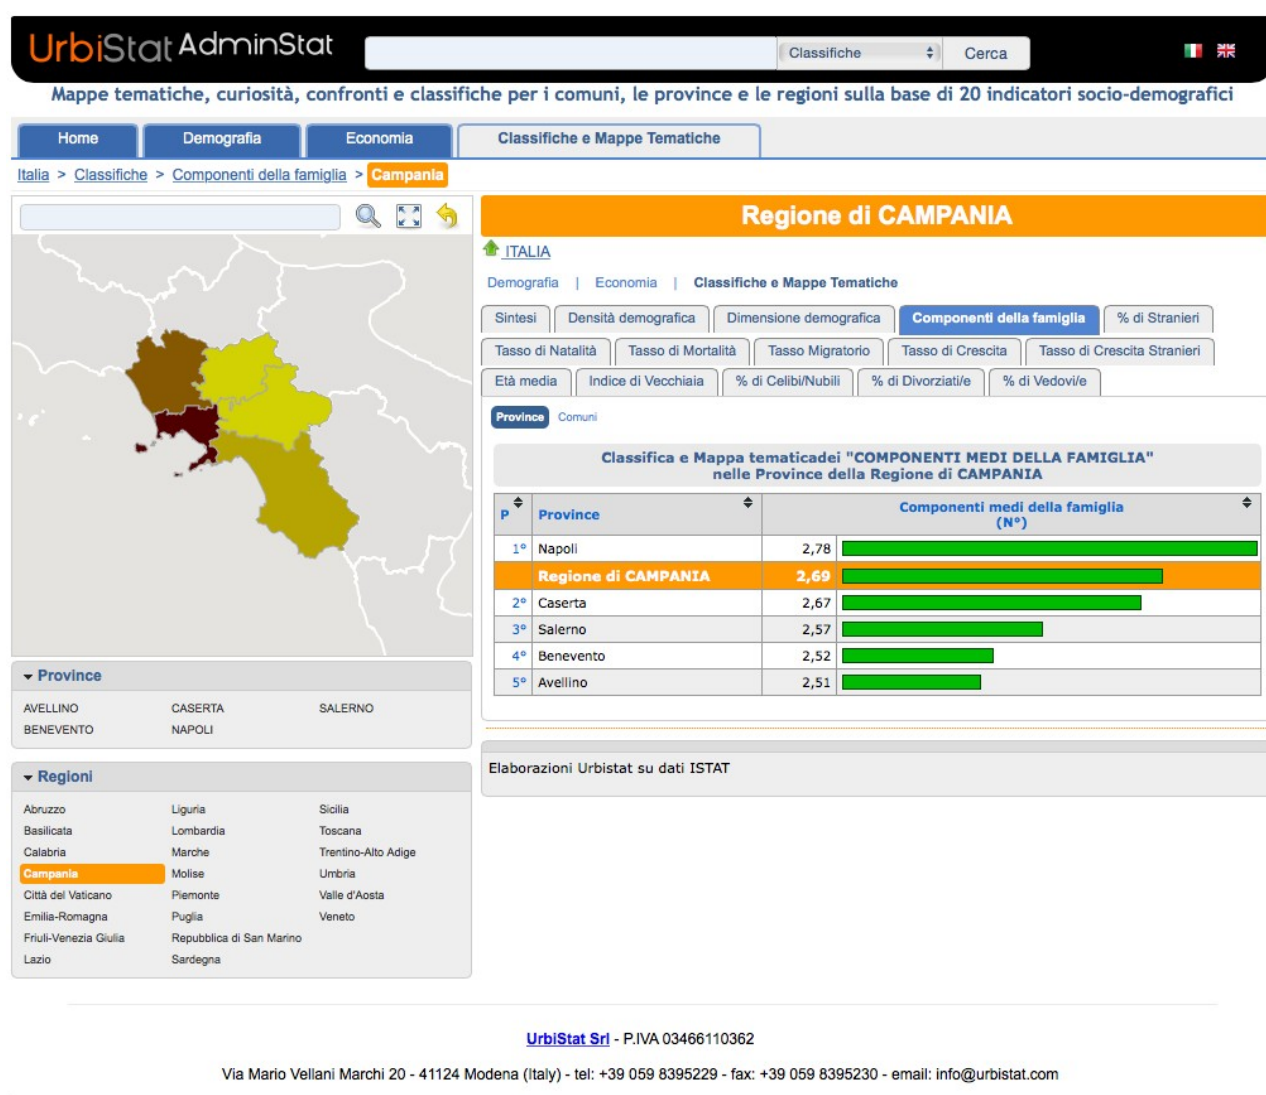 UrbiStat AdminStat
Classifiche
Cerca
Mappe tematiche, curiosità, confronti e classifiche per i comuni, le province e le regioni sulla base di 20 indicatori socio-demografici
Home Demografia Economia Classifiche e Mappe Tematiche
Italia > Classifiche > Componenti della famiglia > Campania
Regione di CAMPANIA
ITALIA
Demografia | Economia | Classifiche e Mappe Tematiche
Sintesi Densità demografica Dimensione demografica Componenti della famiglia % di Stranieri
Tasso di Natalità Tasso di Mortalità Tasso Migratorio Tasso di Crescita Tasso di Crescita Stranieri
Età media Indice di Vecchiaia % di Celibi/Nubili % di Divorziati/e % di Vedovi/e
Province Comuni
Classifica e Mappa tematicadei "COMPONENTI MEDI DELLA FAMIGLIA"
nelle Province della Regione di CAMPANIA
P Province Componenti medi della famiglia
(N°)
1° Napoli 2,78
Regione di CAMPANIA 2,69
2° Caserta 2,67
3° Salerno 2,57
4° Benevento 2,52
5° Avellino 2,51
Elaborazioni Urbistat su dati ISTAT
Province
AVELLINO CASERTA SALERNO
BENEVENTO NAPOLI
Regioni
Abruzzo Liguria Sicilia
Basilicata Lombardia Toscana
Calabria Marche Trentino-Alto Adige
Campania Molise Umbria
Città del Vaticano Piemonte Valle d'Aosta
Emilia-Romagna Puglia Veneto
Friuli-Venezia Giulia Repubblica di San Marino
Lazio Sardegna
UrbiStat Srl - P.IVA 03466110362
Via Mario Vellani Marchi 20 - 41124 Modena (Italy) - tel: +39 059 8395229 - fax: +39 059 8395230 - email: info@urbistat.com